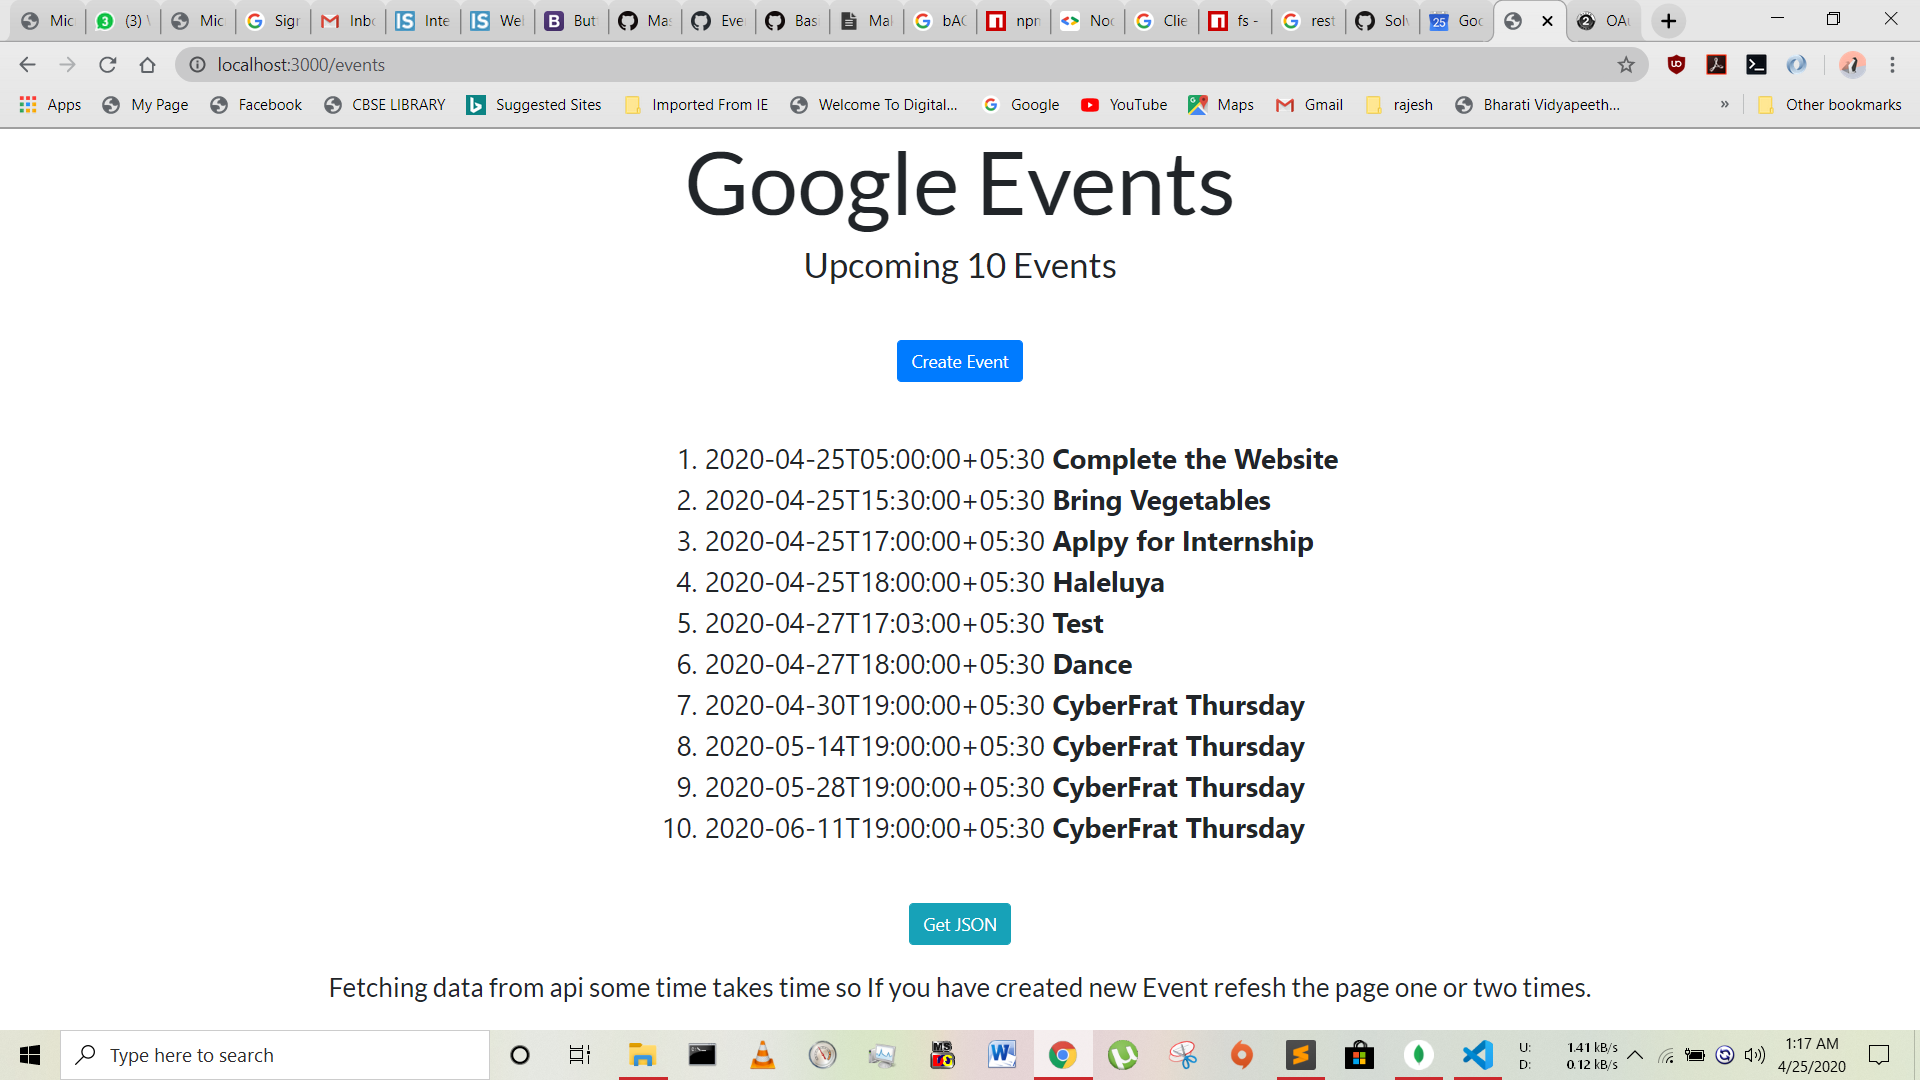 Mic
(3) \
Mic
Sign
Inbo
Inte
Wel
But
Mas
Eve
Bas
Mal
bAC
npn
Noc
Clie
fs -
rest
Solv
Goo
OAu
localhost:3000/events
Apps My Page Facebook CBSE LIBRARY Suggested Sites Imported From IE Welcome To Digital... Google YouTube Maps Gmail rajesh Bharati Vidyapeeth... » Other bookmarks
Google Events
Upcoming 10 Events
Create Event
1. 2020-04-25T05:00:00+05:30 Complete the Website
2. 2020-04-25T15:30:00+05:30 Bring Vegetables
3. 2020-04-25T17:00:00+05:30 Aplpy for Internship
4. 2020-04-25T18:00:00+05:30 Haleluya
5. 2020-04-27T17:03:00+05:30 Test
6. 2020-04-27T18:00:00+05:30 Dance
7. 2020-04-30T19:00:00+05:30 CyberFrat Thursday
8. 2020-05-14T19:00:00+05:30 CyberFrat Thursday
9. 2020-05-28T19:00:00+05:30 CyberFrat Thursday
10. 2020-06-11T19:00:00+05:30 CyberFrat Thursday
Get JSON
Fetching data from api some time takes time so If you have created new Event refesh the page one or two times.
Type here to search
U: 1.41 kB/s
D: 0.12 kB/s
1:17 AM
4/25/2020